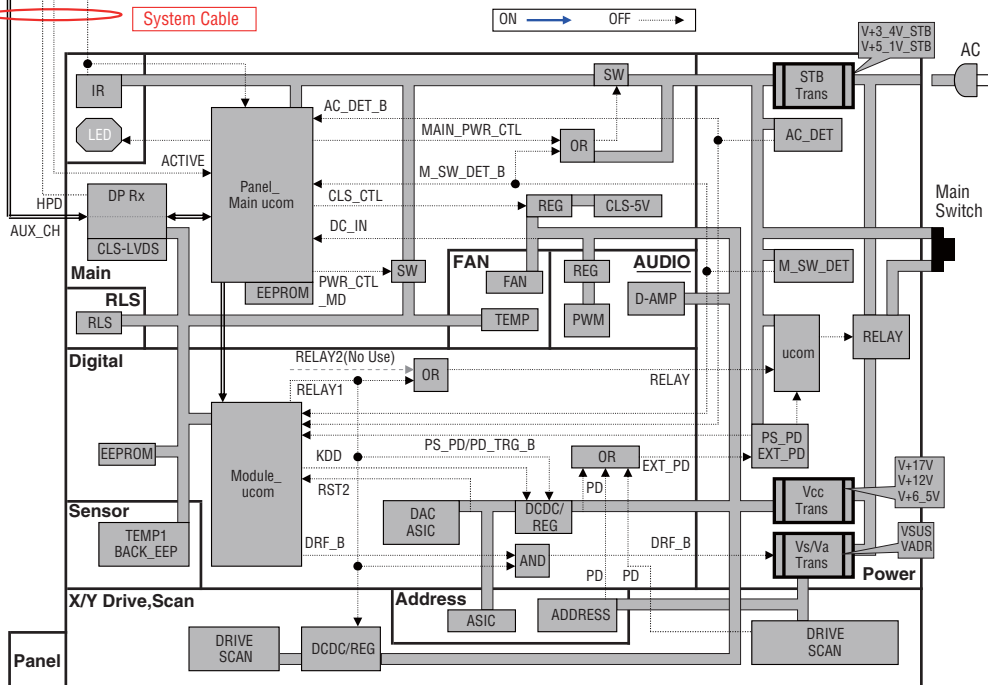 System Cable
ON
OFF
V+3_4V_STB
V+5_1V_STB
AC
IR
SW
STB
Trans
LED
AC_DET_B
MAIN_PWR_CTL
OR
AC_DET
ACTIVE
Panel_
Main ucom
M_SW_DET_B
DP Rx
HPD
CLS_CTL
REG
CLS-5V
Main
Switch
AUX_CH
CLS-LVDS
DC_IN
Main
SW
FAN
REG
AUDIO
M_SW_DET
PWR_CTL
_MD
FAN
EEPROM
D-AMP
RLS
RLS
TEMP
PWM
ucom
RELAY
Digital
RELAY2(No Use)
OR
RELAY
RELAY1
EEPROM
KDD
PS_PD/PD_TRG_B
OR
EXT_PD
PS_PD
EXT_PD
Module_
ucom
RST2
PD
V+17V
V+12V
V+6_5V
Sensor
DAC
ASIC
DCDC/
REG
Vcc
Trans
TEMP1
BACK_EEP
DRF_B
AND
DRF_B
Vs/Va
Trans
VSUS
VADR
PD
PD
Power
X/Y Drive,Scan
Address
ASIC
ADDRESS
DRIVE
SCAN
DCDC/REG
DRIVE
SCAN
Panel